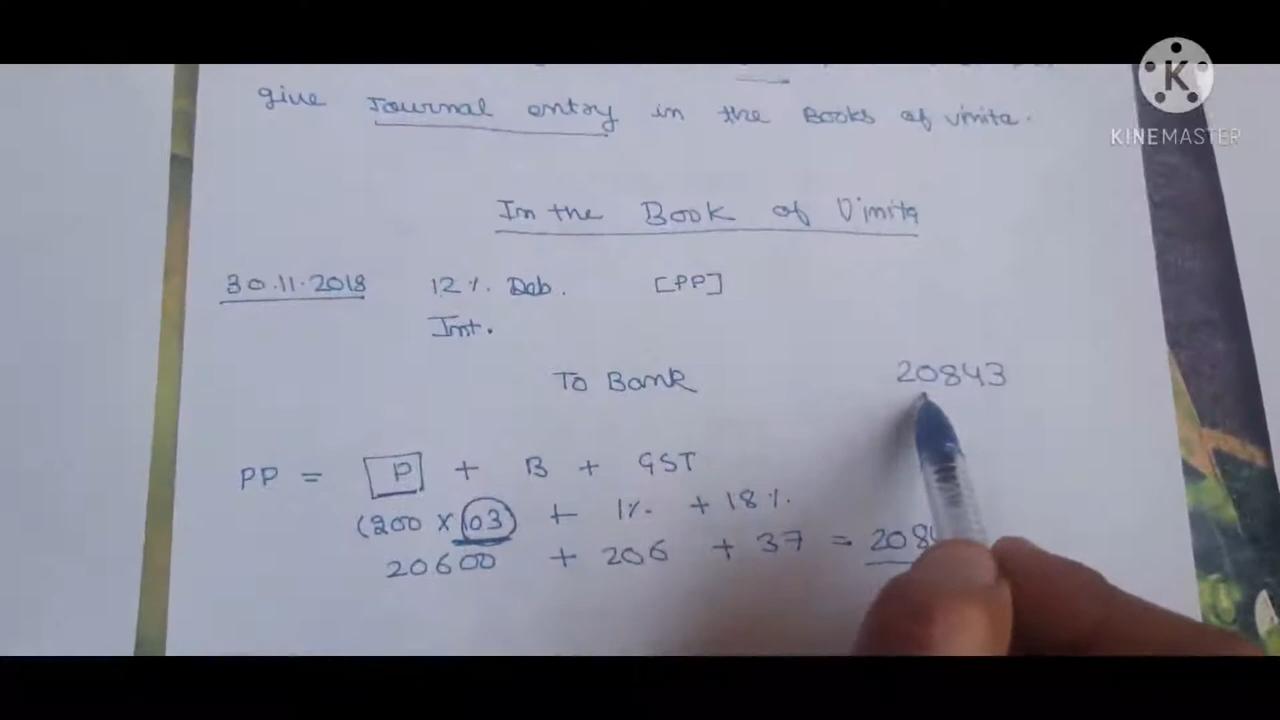 K
KINEMASTER
give Journal entry in the Books of vinita.
In the Book of Vinita
30.11.2018 12%. Deb. [PP]
Int.
To Bank 20843
PP = P + B + GST
(200 x 03 + 1%. + 18%.
20600 + 206 + 37 = 208